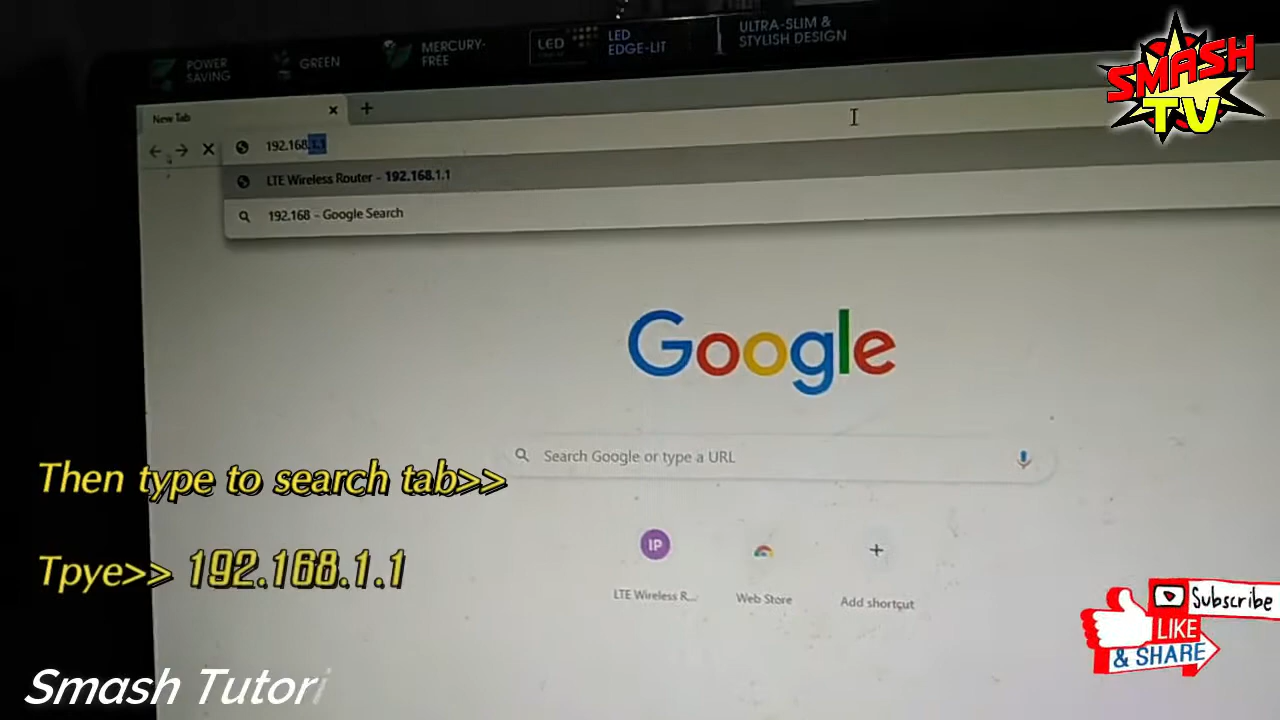 POWER
SAVING
GREEN
MERCURY-
FREE
LED
LED
EDGE-LIT
ULTRA-SLIM &
STYLISH DESIGN
SMASH
TV
New Tab
192.168.1.1
LTE Wireless Router - 192.168.1.1
192.168 - Google Search
Google
Search Google or type a URL
Then type to search tab>>
IP
LTE Wireless R...
Web Store
Add shortcut
Tpye>> 192.168.1.1
Subscribe
LIKE
& SHARE
Smash Tutori